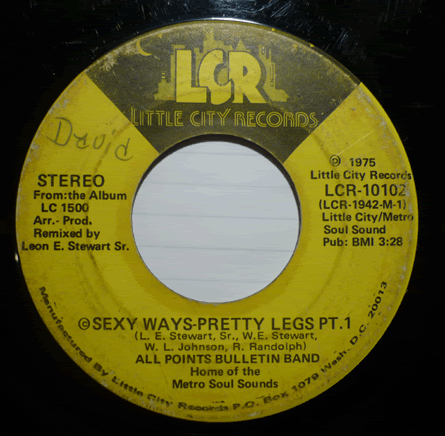 LCR
LITTLE CITY RECORDS
David
STEREO
From:the Album
LC 1500
Arr.- Prod.
Remixed by
Leon E. Stewart Sr.
℗ 1975
Little City Records
LCR-10102
(LCR-1942-M-1)
Little City/Metro
Soul Sound
Pub: BMI 3:28
©SEXY WAYS-PRETTY LEGS PT.1
(L. E. Stewart, Sr., W.E. Stewart,
W. L. Johnson, R. Randolph)
ALL POINTS BULLETIN BAND
Home of the
Metro Soul Sounds
Manufactured By Little City Records P.O. Box 1079 Wash. D.C. 20013